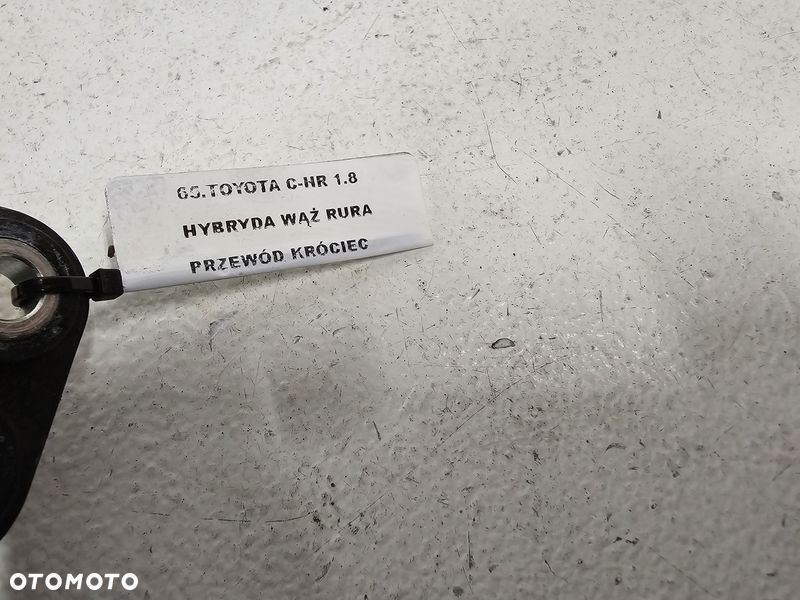 65.TOYOTA C-HR 1.8
HYBRYDA WĄŻ RURA
PRZEWÓD KRÓCIEC
OTOMOTO